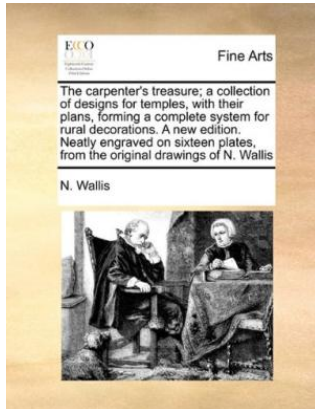 ECCO
Fine Arts
The carpenter's treasure; a collection
of designs for temples, with their
plans, forming a complete system for
rural decorations. A new edition.
Neatly engraved on sixteen plates,
from the original drawings of N. Wallis
N. Wallis